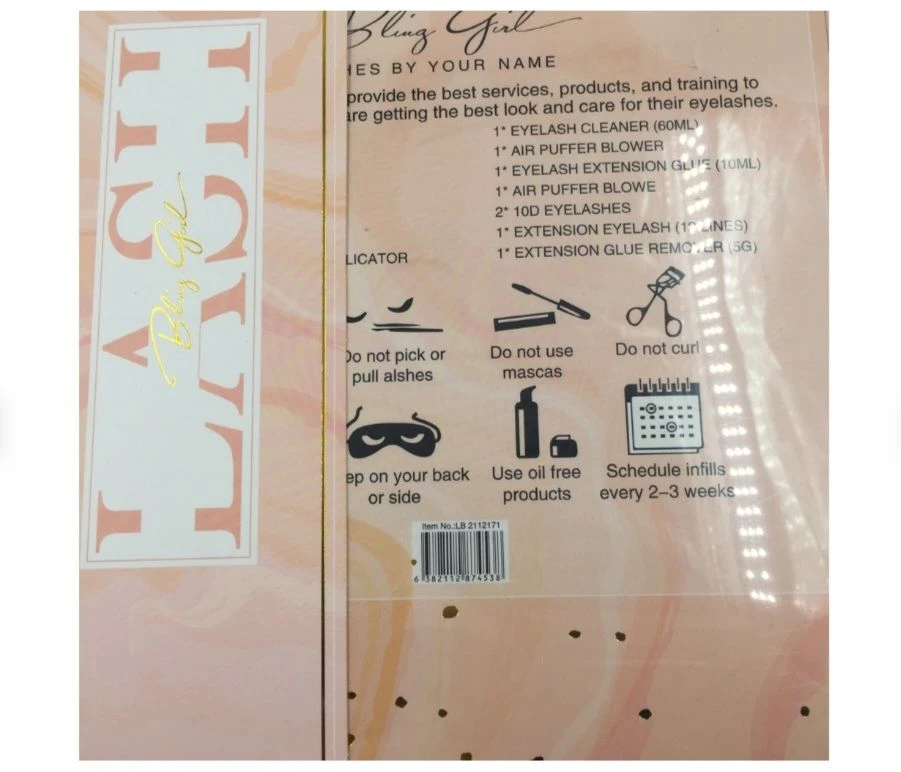 LASH
Bling Girl
Bling Girl
HES BY YOUR NAME
provide the best services, products, and training to
are getting the best look and care for their eyelashes.
1* EYELASH CLEANER (60ML)
1* AIR PUFFER BLOWER
1* EYELASH EXTENSION GLUE (10ML)
1* AIR PUFFER BLOWE
2* 10D EYELASHES
1* EXTENSION EYELASH
1* EXTENSION GLUE REMOVER (5G)
LICATOR
Do not pick or
pull alshes
Do not use
mascas
Do not curl
ep on your back
or side
Use oil free
products
Schedule infills
every 2–3 weeks
Item No.:LB 2112171
6 382112 874538